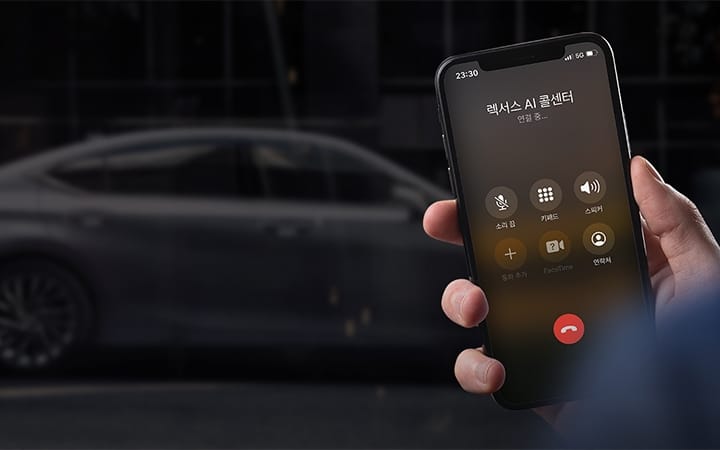 23:30
5G
렉서스 AI 콜센터
연결 중...
소리 끔
키패드
스피커
통화 추가
FaceTime
연락처